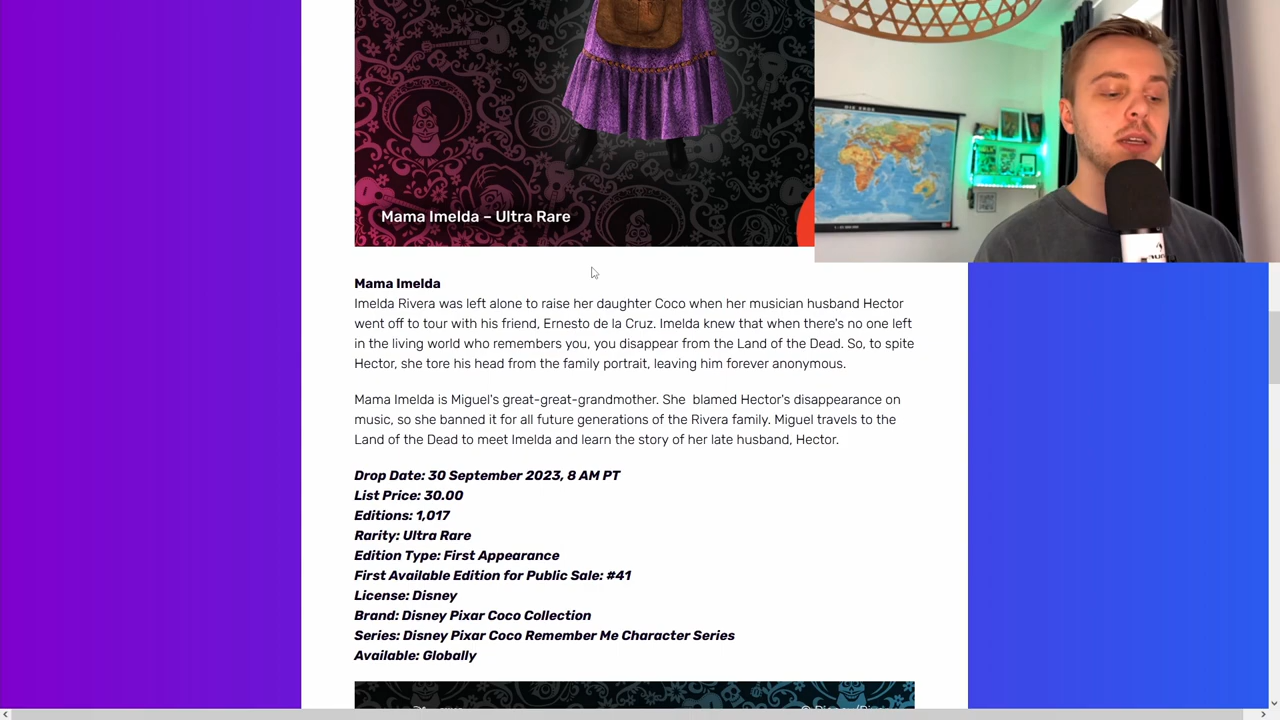 Mama Imelda – Ultra Rare
Mama Imelda
Imelda Rivera was left alone to raise her daughter Coco when her musician husband Hector
went off to tour with his friend, Ernesto de la Cruz. Imelda knew that when there's no one left
in the living world who remembers you, you disappear from the Land of the Dead. So, to spite
Hector, she tore his head from the family portrait, leaving him forever anonymous.
Mama Imelda is Miguel's great-great-grandmother. She  blamed Hector's disappearance on
music, so she banned it for all future generations of the Rivera family. Miguel travels to the
Land of the Dead to meet Imelda and learn the story of her late husband, Hector.
Drop Date: 30 September 2023, 8 AM PT
List Price: 30.00
Editions: 1,017
Rarity: Ultra Rare
Edition Type: First Appearance
First Available Edition for Public Sale: #41
License: Disney
Brand: Disney Pixar Coco Collection
Series: Disney Pixar Coco Remember Me Character Series
Available: Globally